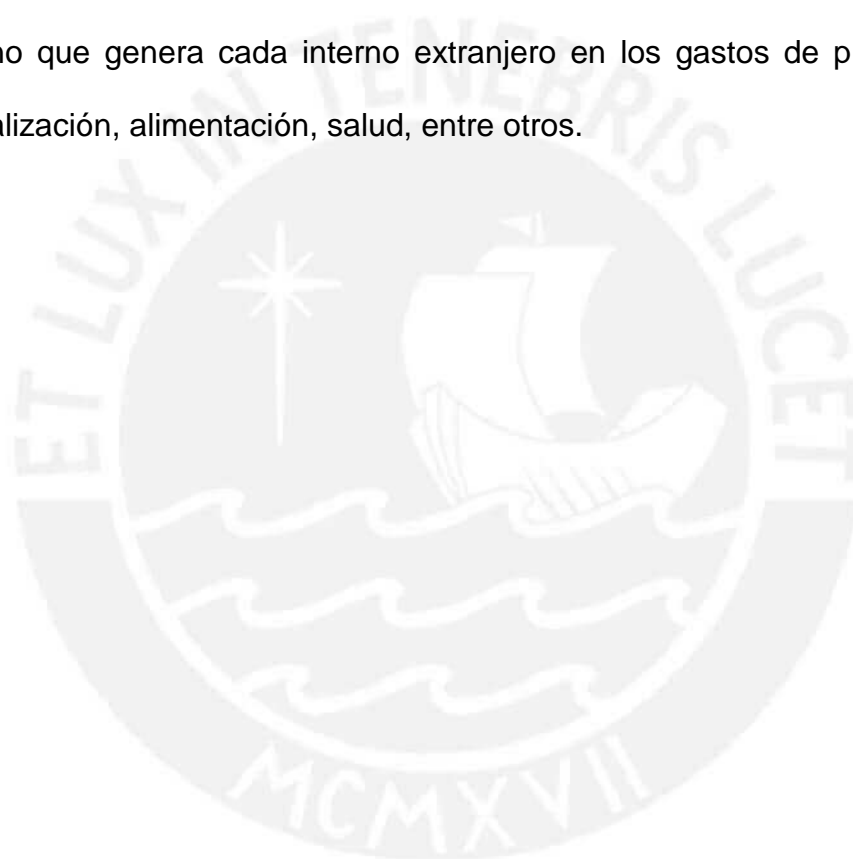 no que genera cada interno extranjero en los gastos de p
alización, alimentación, salud, entre otros.
ET LUX IN TENEBRIS LUCET
MCMXVII